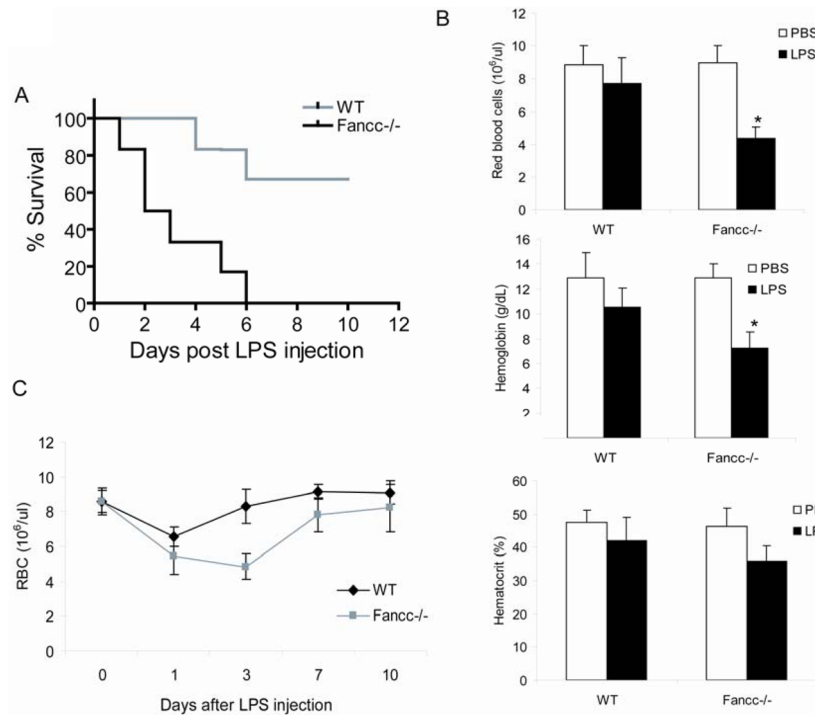 A
WT
Fancc-/-
% Survival
100
80
60
40
20
0
0 2 4 6 8 10 12
Days post LPS injection
B
PBS
LPS
Red blood cells (10⁶/ul)
12
10
8
6
4
2
0
*
WT Fancc-/-
PBS
LPS
Hemoglobin (g/dL)
16
14
12
10
8
6
4
2
*
WT Fancc-/-
PB
LP
Hematocrit (%)
60
50
40
30
20
10
0
WT Fancc-/-
C
RBC (10⁶/ul)
12
10
8
6
4
2
0
WT
Fancc-/-
0 1 3 7 10
Days after LPS injection